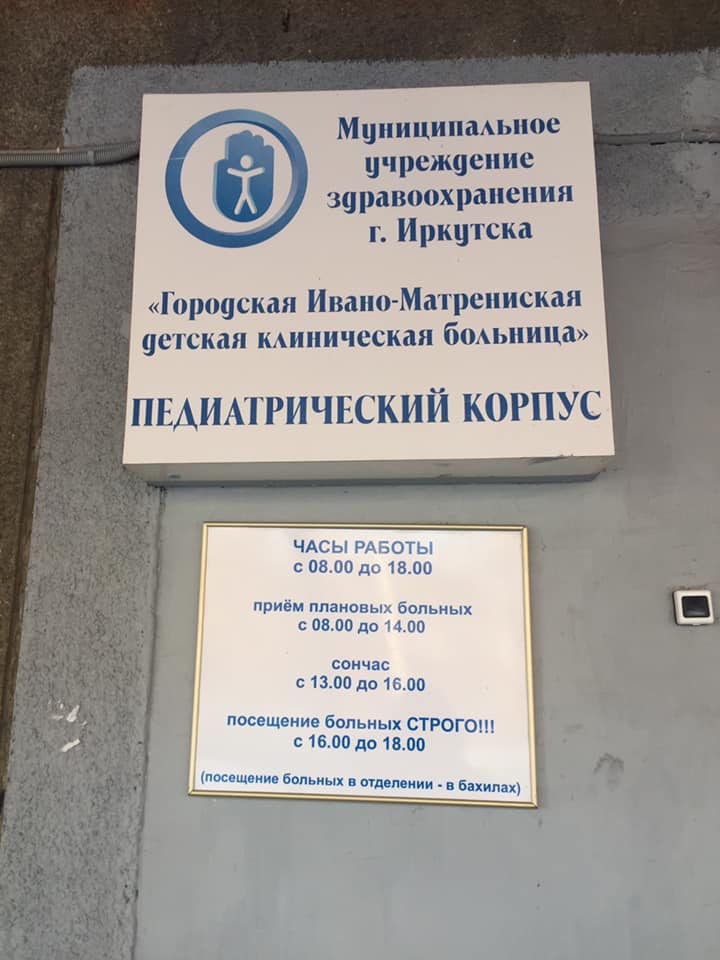 Муниципальное
учреждение
здравоохранения
г. Иркутска
«Городская Ивано-Матрениская
детская клиническая больница»
ПЕДИАТРИЧЕСКИЙ КОРПУС
ЧАСЫ РАБОТЫ
с 08.00 до 18.00
приём плановых больных
с 08.00 до 14.00
сончас
с 13.00 до 16.00
посещение больных СТРОГО!!!
с 16.00 до 18.00
(посещение больных в отделении - в бахилах)